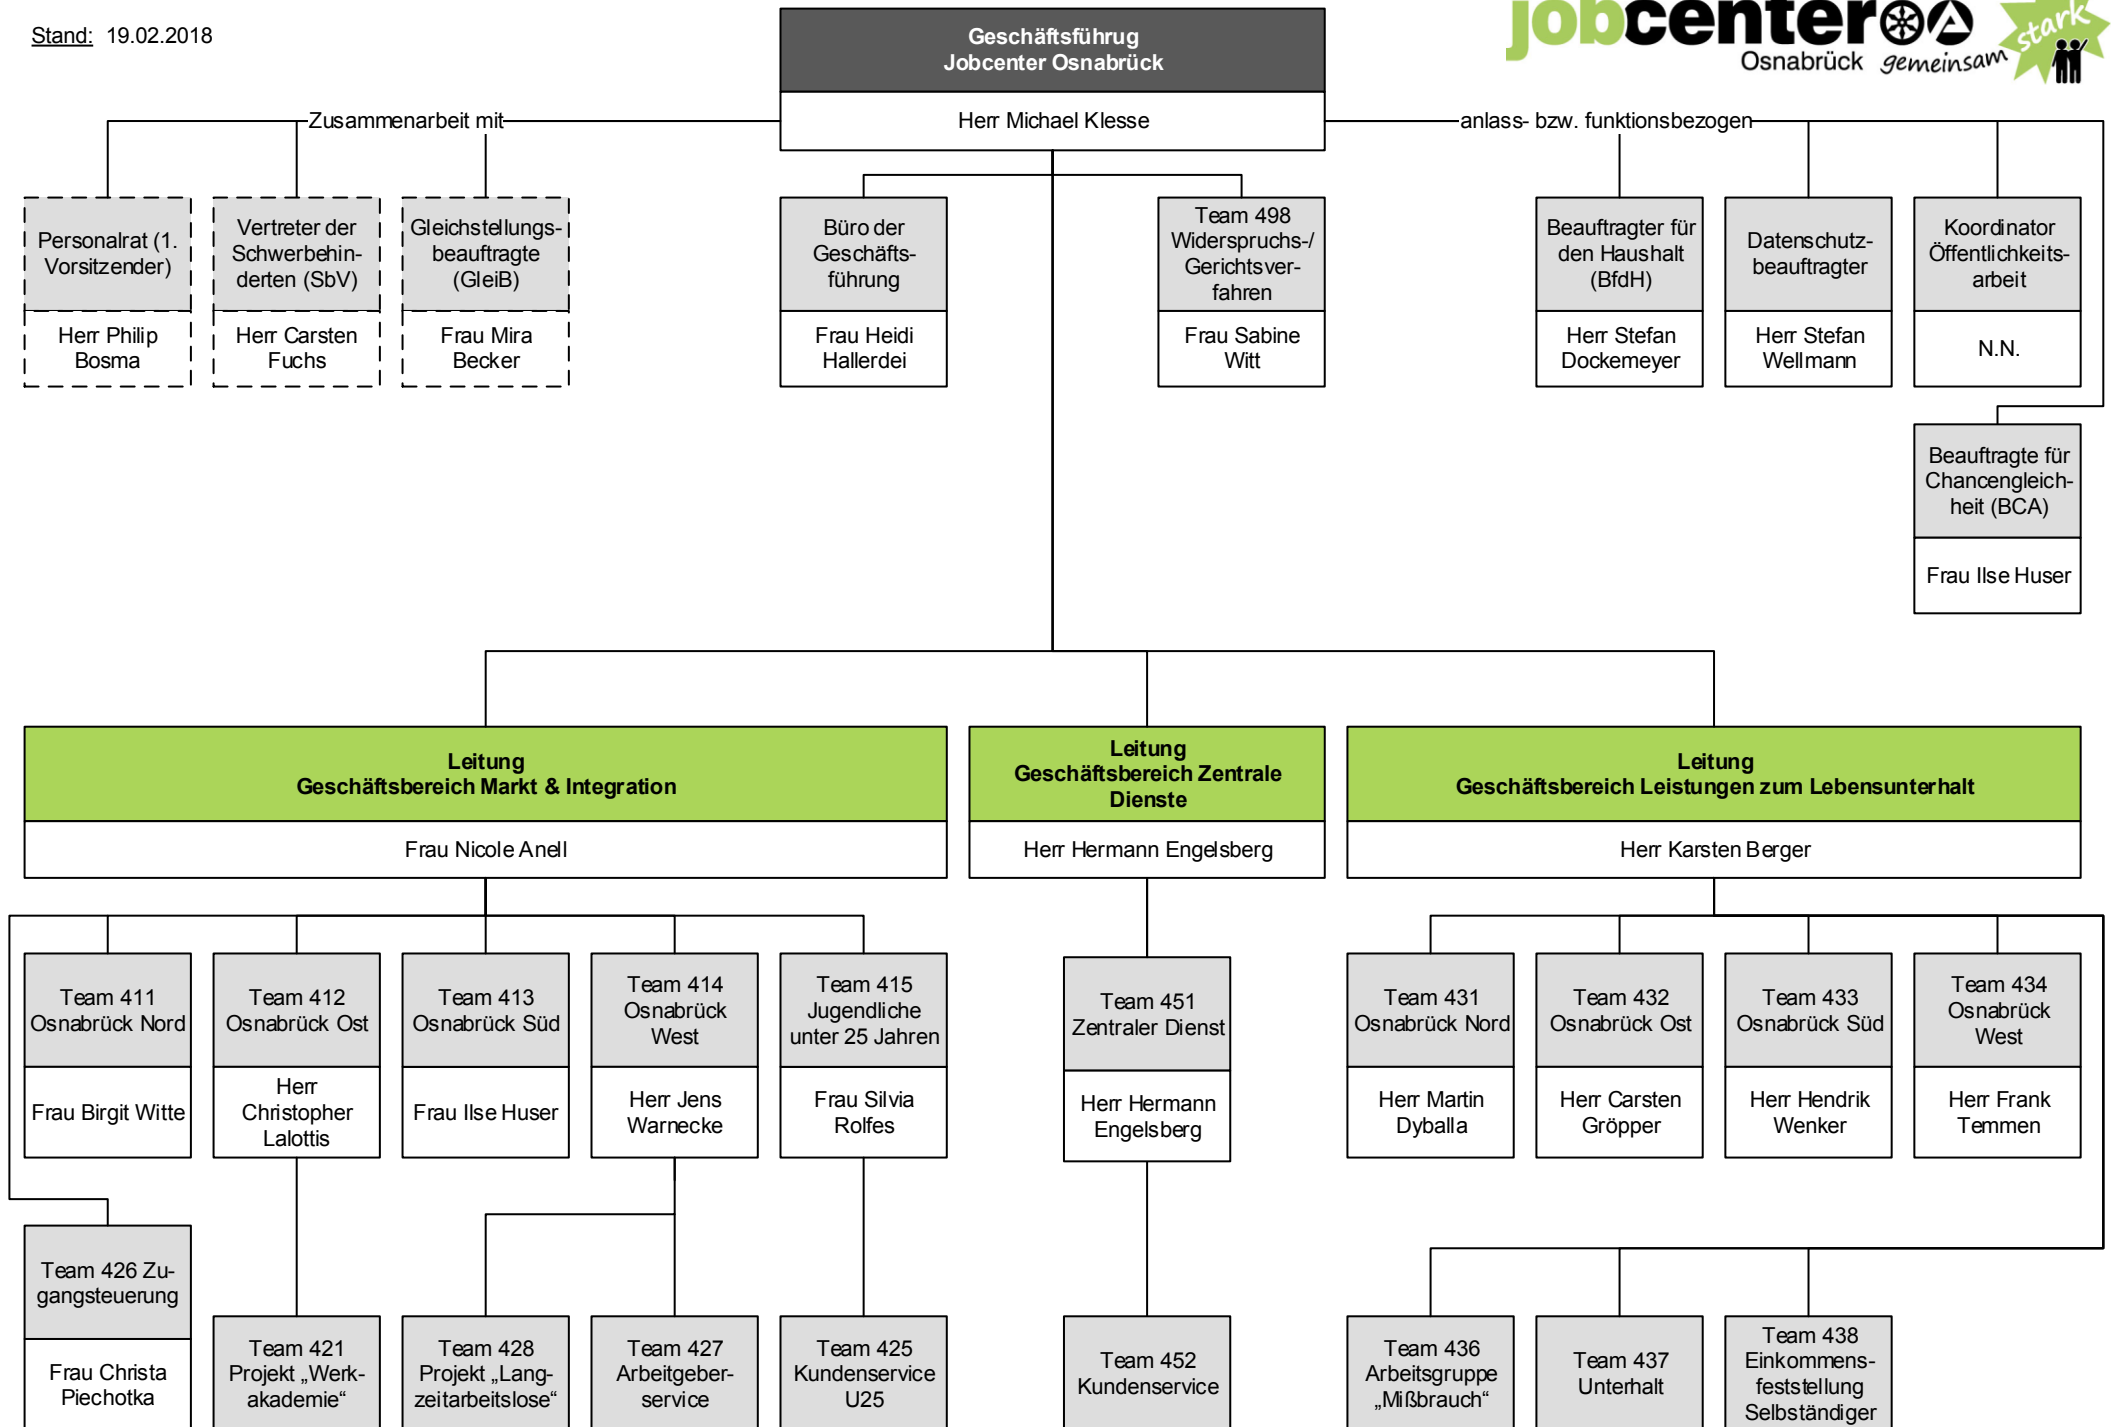 Stand: 19.02.2018
Geschäftsführug
Jobcenter Osnabrück
Herr Michael Klesse
jobcenter
Osnabrück
gemeinsam
stark
Zusammenarbeit mit
anlass- bzw. funktionsbezogen
Personalrat (1.
Vorsitzender)
Herr Philip
Bosma
Vertreter der
Schwerbehin-
derten (SbV)
Herr Carsten
Fuchs
Gleichstellungs-
beauftragte
(GleiB)
Frau Mira
Becker
Büro der
Geschäfts-
führung
Frau Heidi
Hallerdei
Team 498
Widerspruchs-/
Gerichtsver-
fahren
Frau Sabine
Witt
Beauftragter für
den Haushalt
(BfdH)
Herr Stefan
Dockemeyer
Datenschutz-
beauftragter
Herr Stefan
Wellmann
Koordinator
Öffentlichkeits-
arbeit
N.N.
Beauftragte für
Chancengleich-
heit (BCA)
Frau Ilse Huser
Leitung
Geschäftsbereich Markt & Integration
Frau Nicole Anell
Leitung
Geschäftsbereich Zentrale
Dienste
Herr Hermann Engelsberg
Leitung
Geschäftsbereich Leistungen zum Lebensunterhalt
Herr Karsten Berger
Team 411
Osnabrück Nord
Frau Birgit Witte
Team 412
Osnabrück Ost
Herr
Christopher
Lalottis
Team 413
Osnabrück Süd
Frau Ilse Huser
Team 414
Osnabrück
West
Herr Jens
Warnecke
Team 415
Jugendliche
unter 25 Jahren
Frau Silvia
Rolfes
Team 451
Zentraler Dienst
Herr Hermann
Engelsberg
Team 431
Osnabrück Nord
Herr Martin
Dyballa
Team 432
Osnabrück Ost
Herr Carsten
Gröpper
Team 433
Osnabrück Süd
Herr Hendrik
Wenker
Team 434
Osnabrück
West
Herr Frank
Temmen
Team 426 Zu-
gangsteuerung
Frau Christa
Piechotka
Team 421
Projekt „Werk-
akademie“
Team 428
Projekt „Lang-
zeitarbeitslose“
Team 427
Arbeitgeber-
service
Team 425
Kundenservice
U25
Team 452
Kundenservice
Team 436
Arbeitsgruppe
„Mißbrauch“
Team 437
Unterhalt
Team 438
Einkommens-
feststellung
Selbständiger